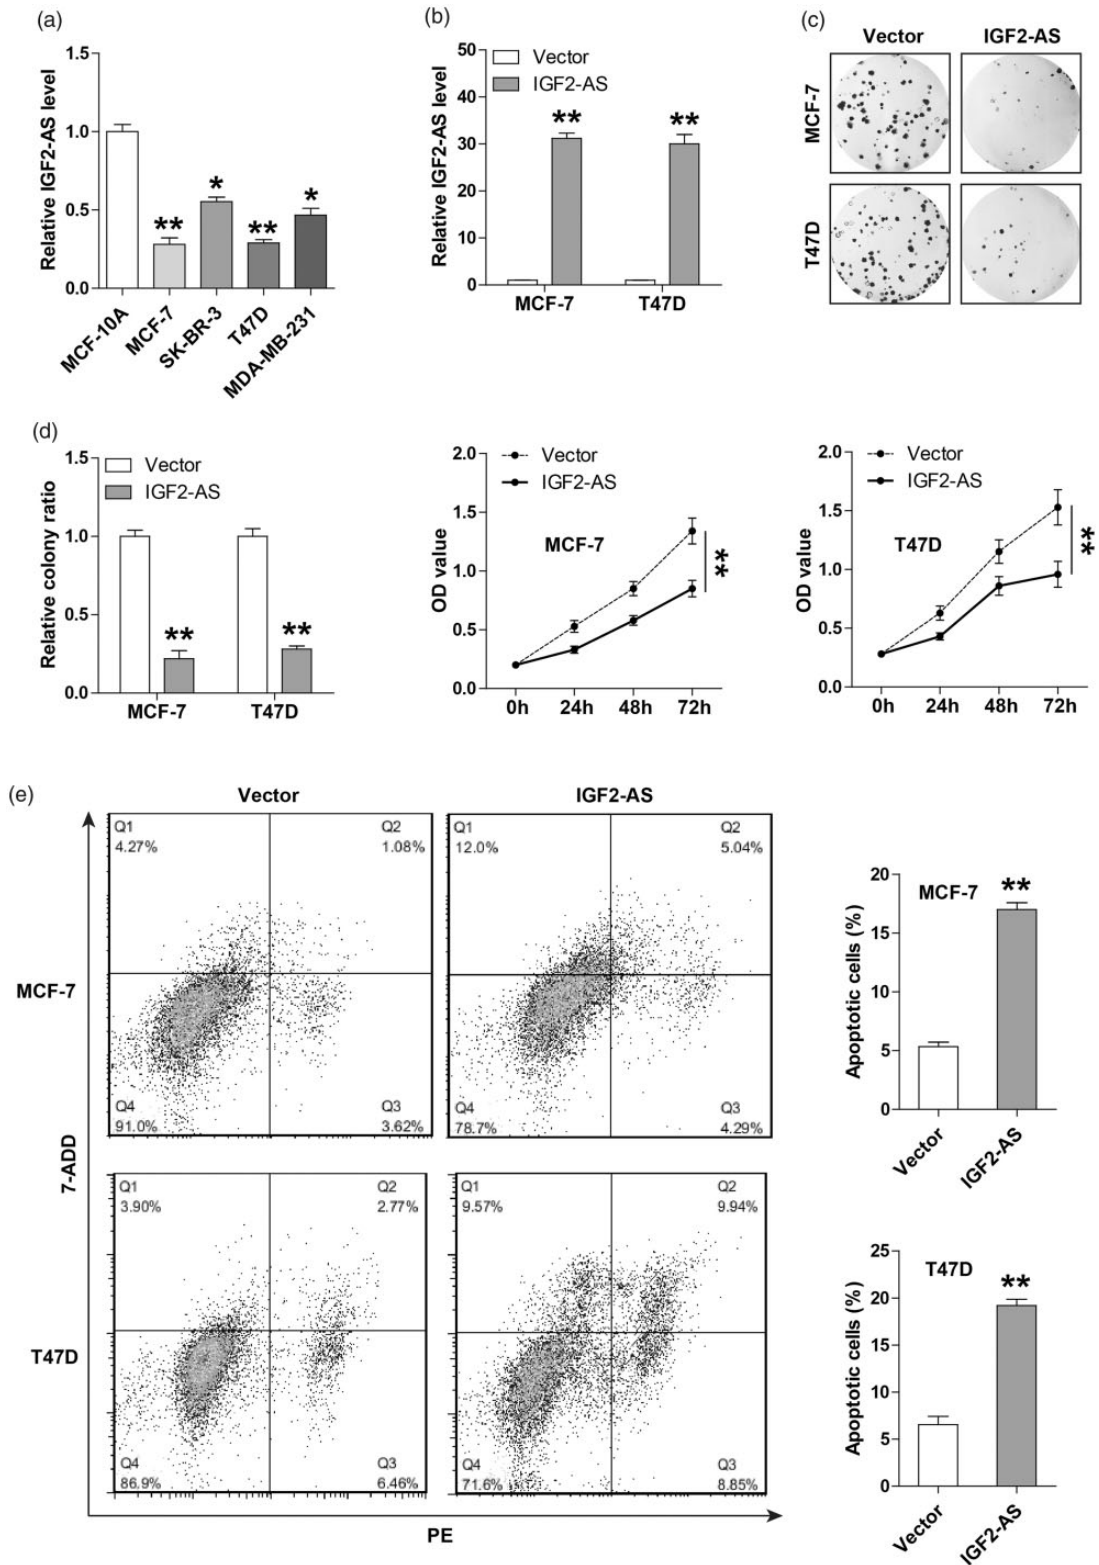 (a)
Relative IGF2-AS level
1.5
1.0
0.5
0.0
**
*
**
*
MCF-10A
MCF-7
SK-BR-3
T47D
MDA-MB-231
(b)
Relative IGF2-AS level
50
40
30
20
10
0
Vector
IGF2-AS
**
**
MCF-7
T47D
(c)
Vector
IGF2-AS
MCF-7
T47D
(d)
Relative colony ratio
1.5
1.0
0.5
0.0
Vector
IGF2-AS
**
**
MCF-7
T47D
OD value
2.0
1.5
1.0
0.5
0.0
Vector
IGF2-AS
MCF-7
**
0h
24h
48h
72h
OD value
2.0
1.5
1.0
0.5
0.0
Vector
IGF2-AS
T47D
**
0h
24h
48h
72h
(e)
Vector
IGF2-AS
MCF-7
Q1
4.27%
Q2
1.08%
Q4
91.0%
Q3
3.62%
Q1
12.0%
Q2
5.04%
Q4
78.7%
Q3
4.29%
Apoptotic cells (%)
20
15
10
5
0
MCF-7
**
Vector
IGF2-AS
7-ADD
T47D
Q1
3.90%
Q2
2.77%
Q4
86.9%
Q3
6.46%
Q1
9.57%
Q2
9.94%
Q4
71.6%
Q3
8.85%
PE
Apoptotic cells (%)
25
20
15
10
5
0
T47D
**
Vector
IGF2-AS